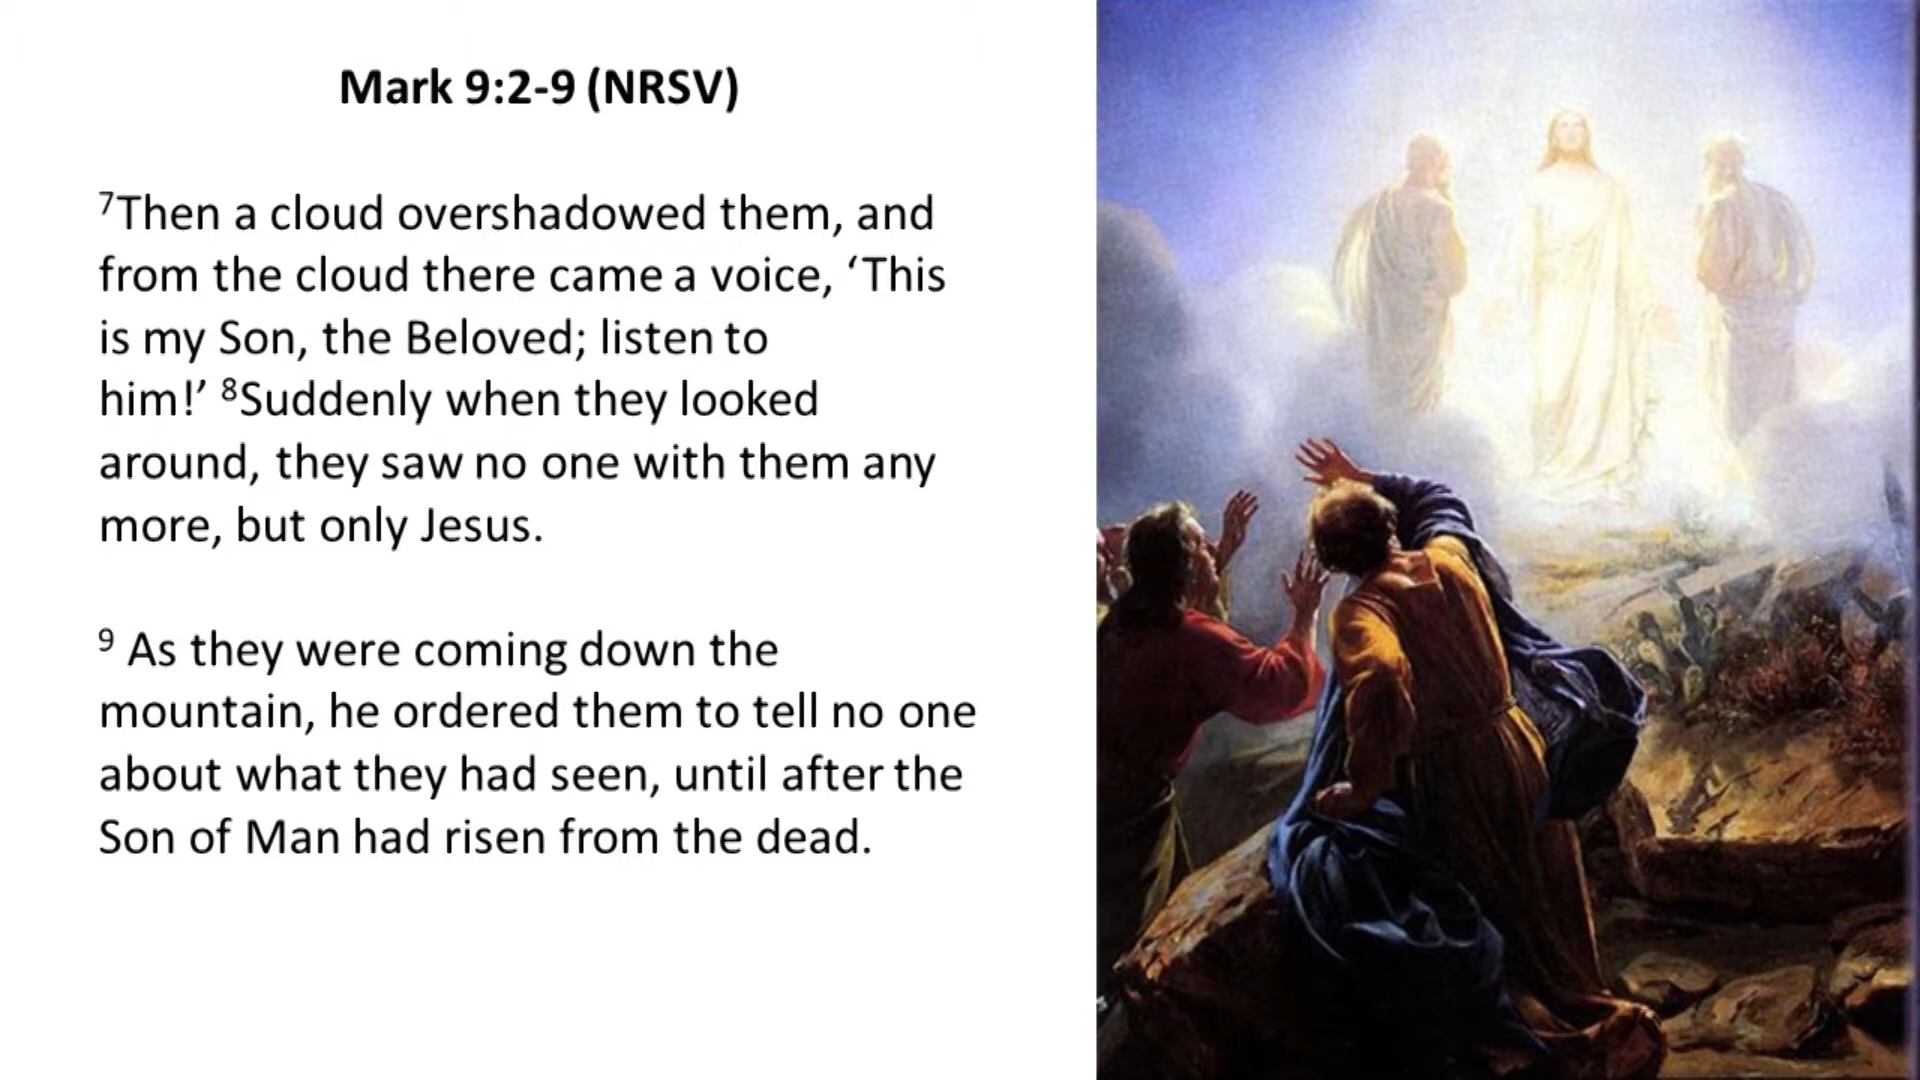 Mark 9:2-9 (NRSV)
⁷Then a cloud overshadowed them, and
from the cloud there came a voice, ‘This
is my Son, the Beloved; listen to
him!’ ⁸Suddenly when they looked
around, they saw no one with them any
more, but only Jesus.
⁹ As they were coming down the
mountain, he ordered them to tell no one
about what they had seen, until after the
Son of Man had risen from the dead.